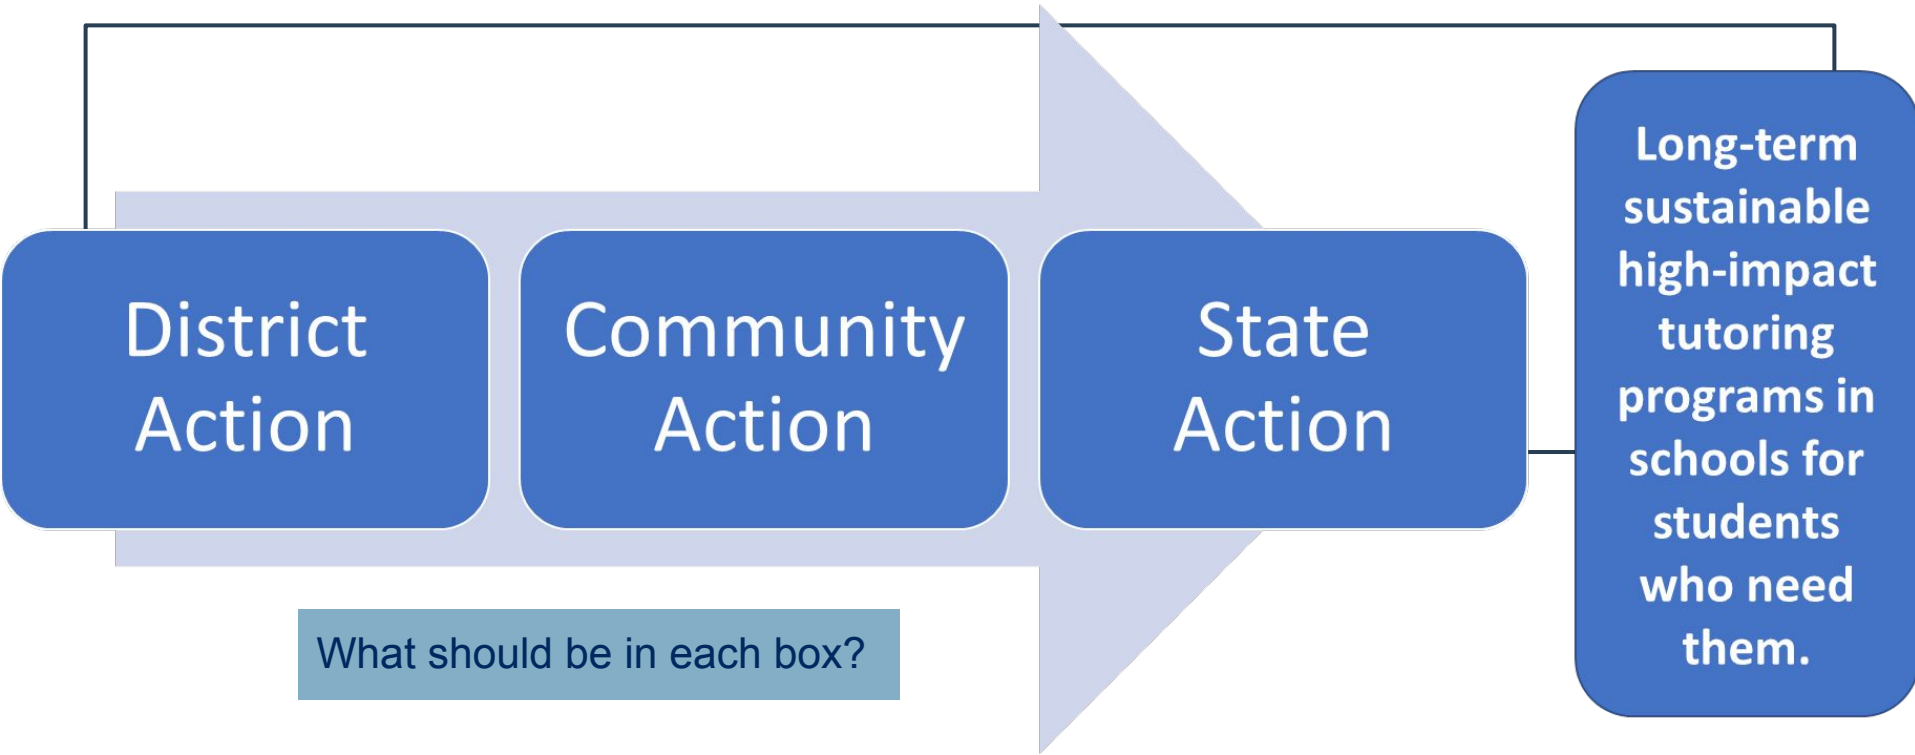 District
Action
Community
Action
State
Action
Long-term
sustainable
high-impact
tutoring
programs in
schools for
students
who need
them.
What should be in each box?